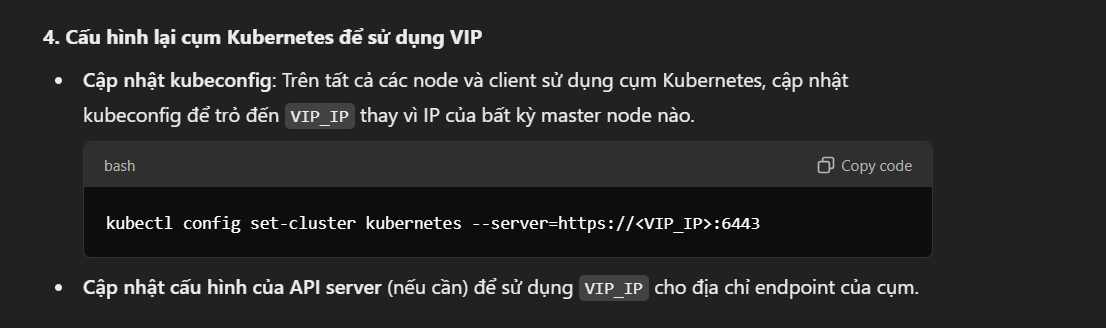 4. Cấu hình lại cụm Kubernetes để sử dụng VIP
• Cập nhật kubeconfig: Trên tất cả các node và client sử dụng cụm Kubernetes, cập nhật
kubeconfig để trỏ đến VIP_IP thay vì IP của bất kỳ master node nào.
bash Copy code
kubectl config set-cluster kubernetes --server=https://<VIP_IP>:6443
• Cập nhật cấu hình của API server (nếu cần) để sử dụng VIP_IP cho địa chỉ endpoint của cụm.